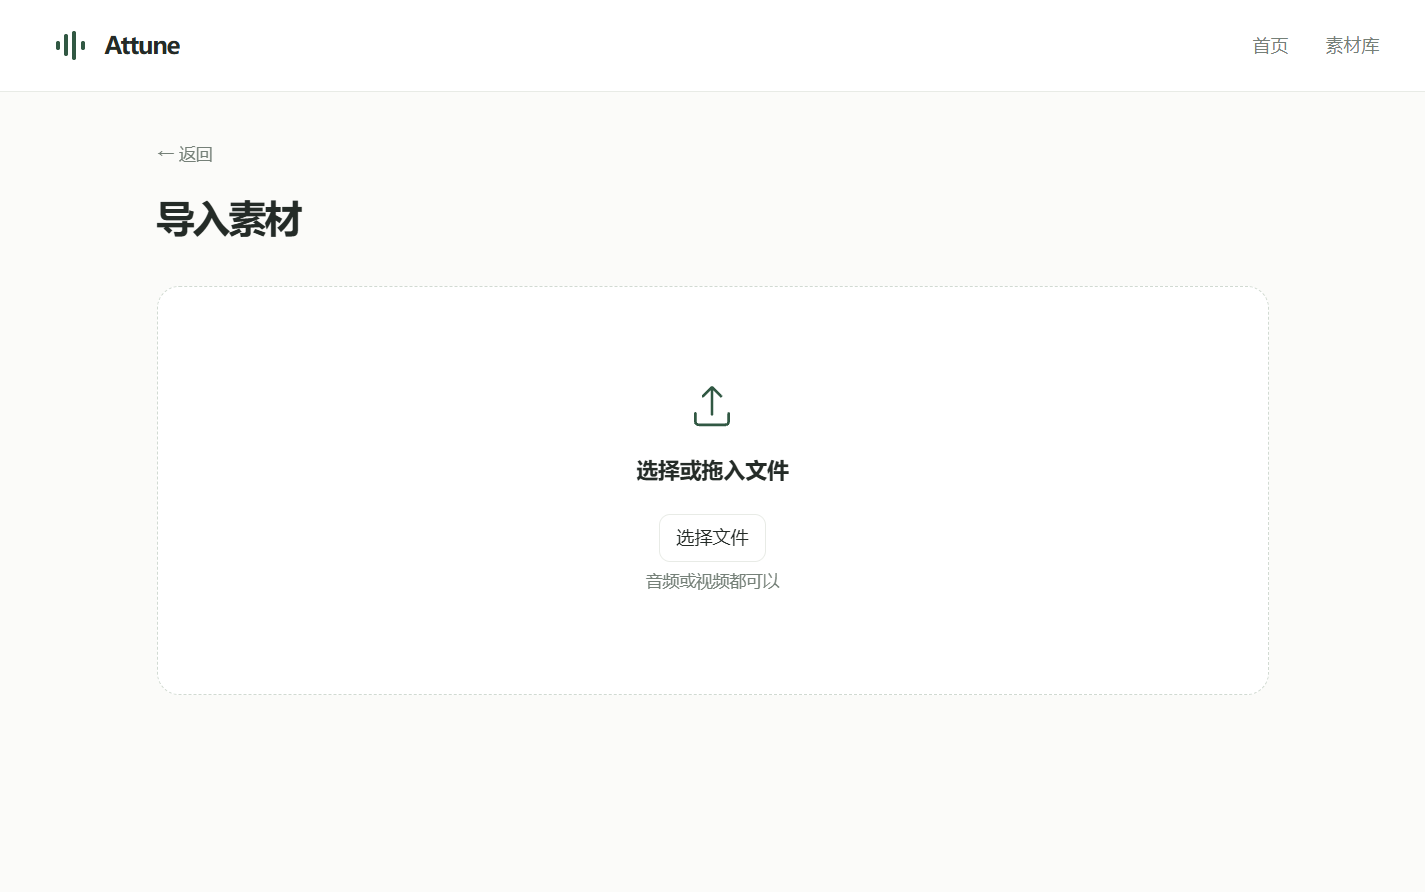 Attune
首页
素材库
← 返回
导入素材
选择或拖入文件
选择文件
音频或视频都可以